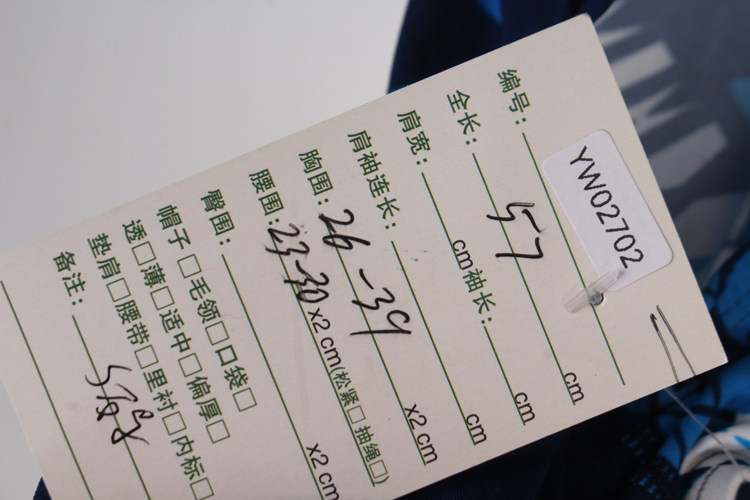 编号: YW02702
全长: 57 cm
肩宽: cm 袖长: cm
肩袖连长: cm
胸围: 26-39 x2 cm
腰围: 23-30 x2 cm(松紧□ 抽绳□)
臀围: x2 cm
帽子□毛领□口袋□
透□薄□适中□偏厚□
垫肩□腰带□里衬□内标□
备注: